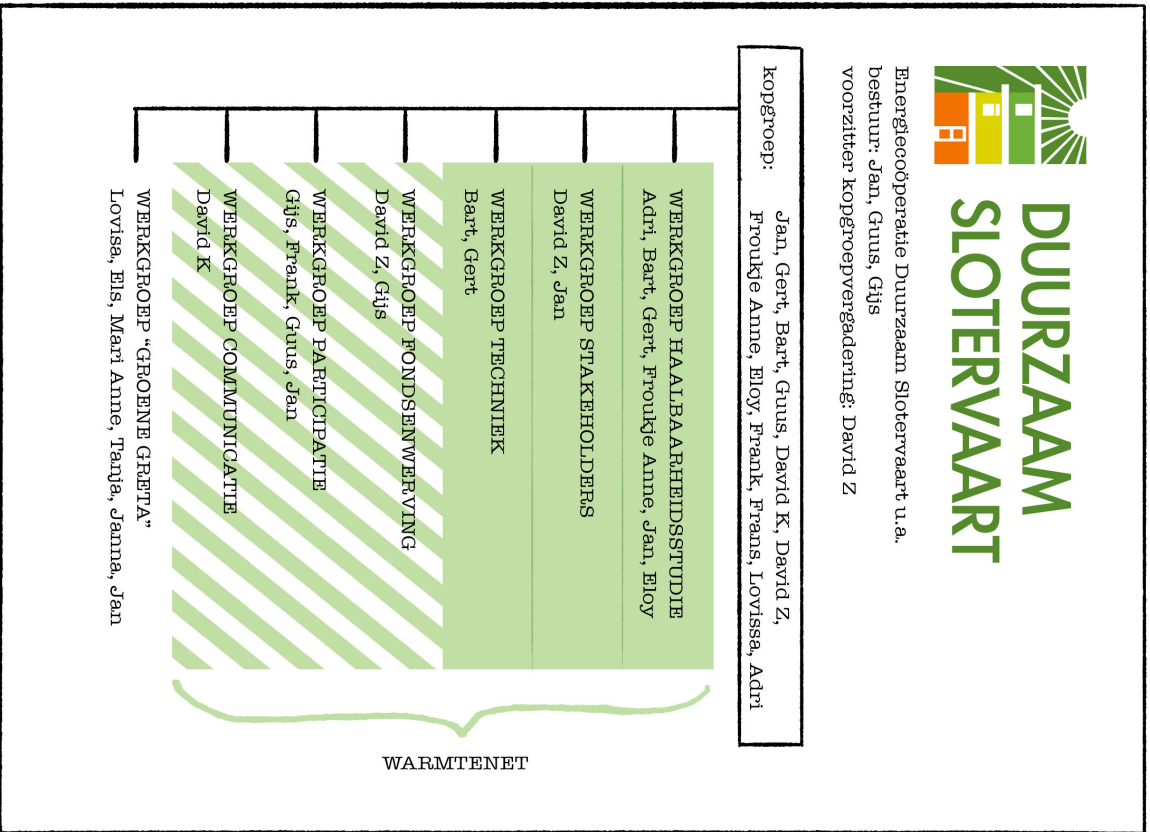 DUURZAAM
SLOTERVAART
Energiecoöperatie Duurzaam Slotervaart u.a.
bestuur: Jan, Guus, Gijs
voorzitter kopgroepvergadering: David Z
kopgroep: Jan, Gert, Bart, Guus, David K, David Z,
Froukje Anne, Eloy, Frank, Frans, Lovissa, Adri
WERKGROEP HAALBAARHEIDSSTUDIE
Adri, Bart, Gert, Froukje Anne, Jan, Eloy
WERKGROEP STAKEHOLDERS
David Z, Jan
WERKGROEP TECHNIEK
Bart, Gert
WERKGROEP FONDSENWERVING
David Z, Gijs
WERKGROEP PARTICIPATIE
Gijs, Frank, Guus, Jan
WERKGROEP COMMUNICATIE
David K
WERKGROEP “GROENE GRETA”
Lovisa, Els, Mari Anne, Tanja, Janna, Jan
WARMTENET